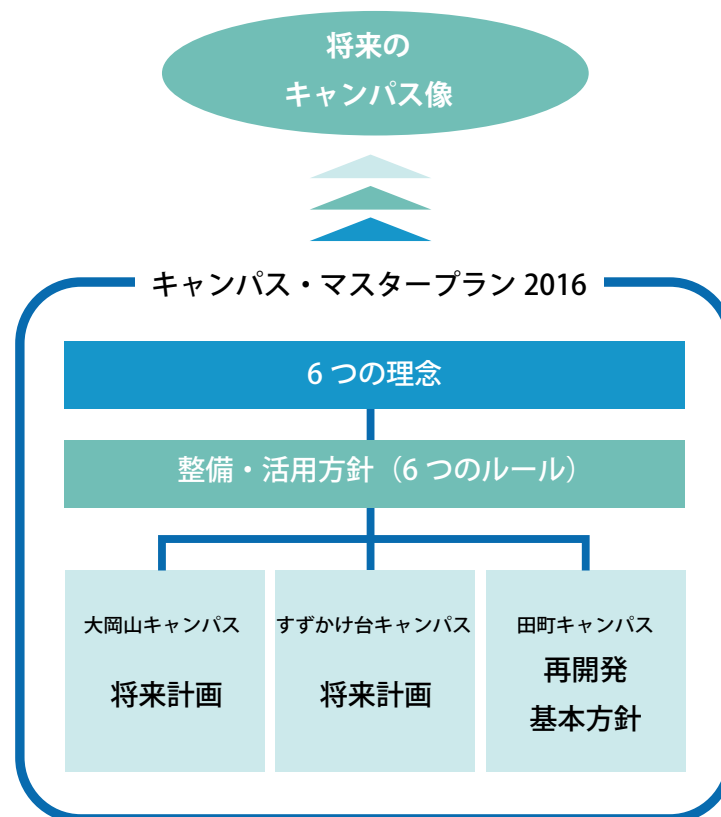 将来の
キャンパス像
キャンパス・マスタープラン 2016
6 つの理念
整備・活用方針（6 つのルール）
大岡山キャンパス
将来計画
すずかけ台キャンパス
将来計画
田町キャンパス
再開発
基本方針